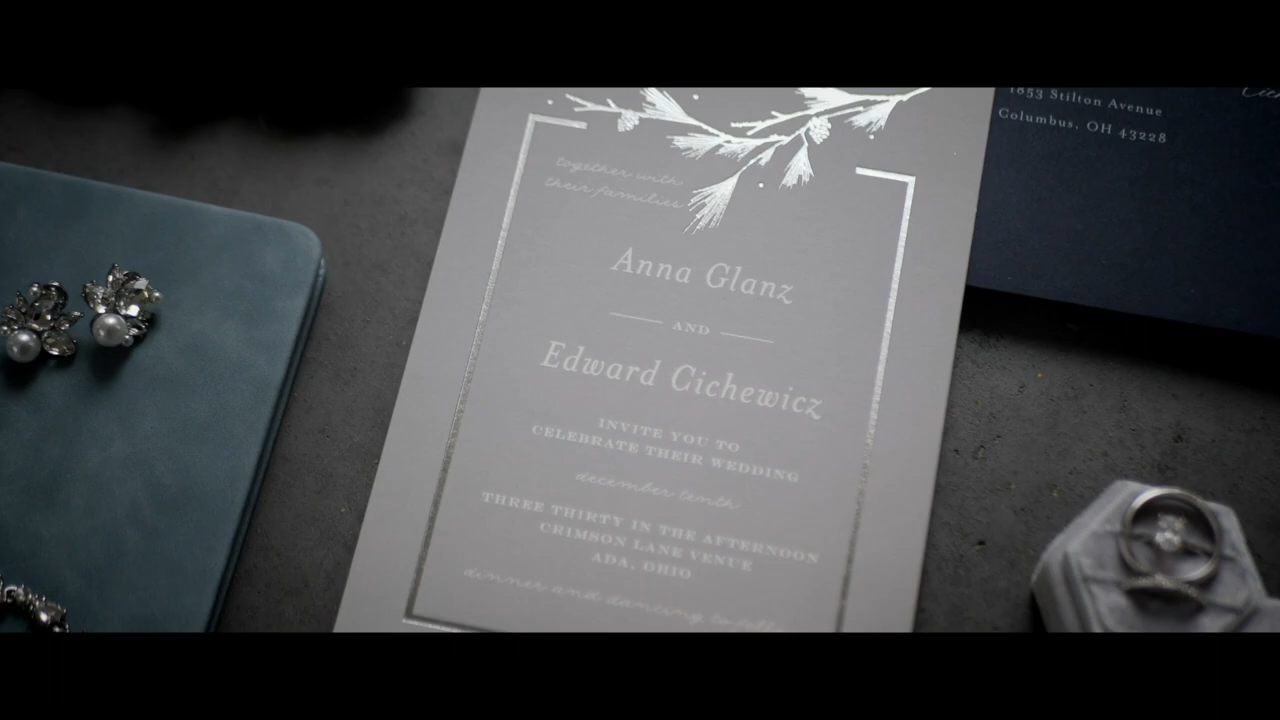 together with
their families
Anna Glanz
AND
Edward Cichewicz
INVITE YOU TO
CELEBRATE THEIR WEDDING
december tenth
THREE THIRTY IN THE AFTERNOON
CRIMSON LANE VENUE
ADA, OHIO
dinner and dancing to follow
1853 Stilton Avenue
Columbus, OH 43228